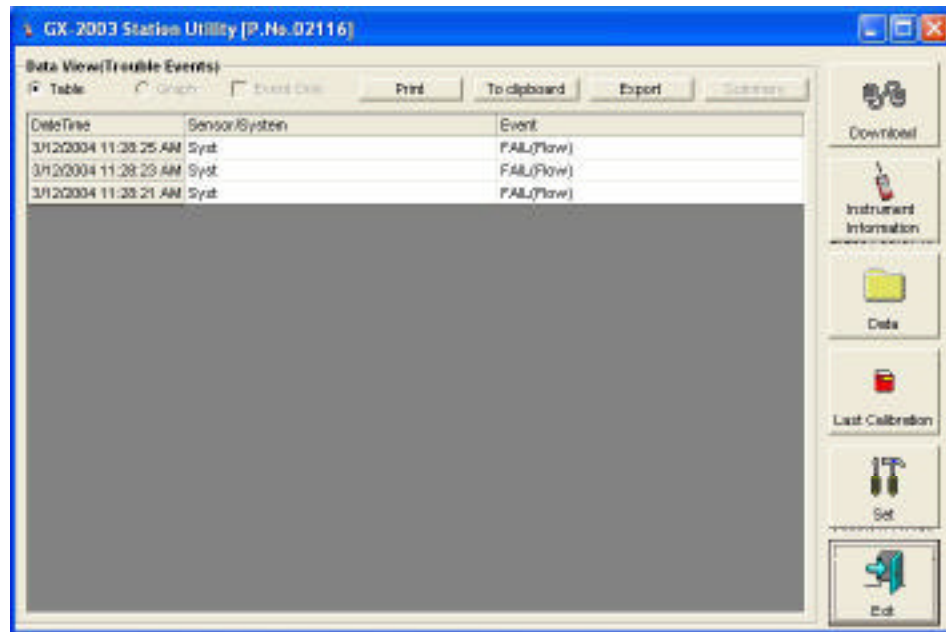 GX-2003 Station Utility [P.No.02116]
Data View(Trouble Events)
Table Graph Event Only Print To clipboard Export Summary
DateTime Sensor/System Event
3/12/2004 11:28:25 AM Syst FAIL(Flow)
3/12/2004 11:28:23 AM Syst FAIL(Flow)
3/12/2004 11:28:21 AM Syst FAIL(Flow)
Download
Instrument
Information
Data
Last Calibration
Set
Exit